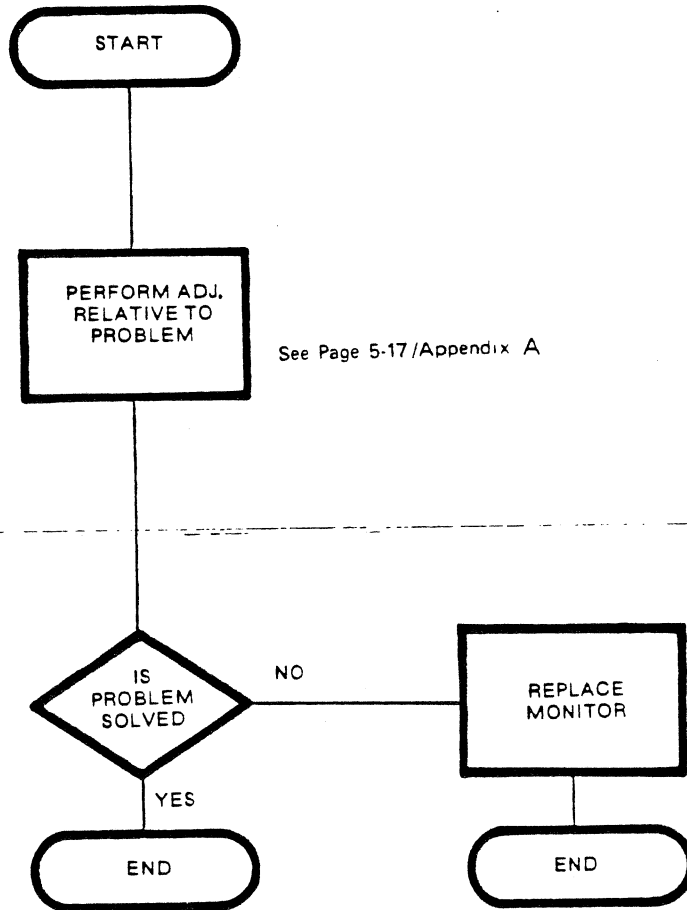 START
PERFORM ADJ.
RELATIVE TO
PROBLEM
See Page 5-17/Appendix A
IS
PROBLEM
SOLVED
NO
REPLACE
MONITOR
YES
END
END